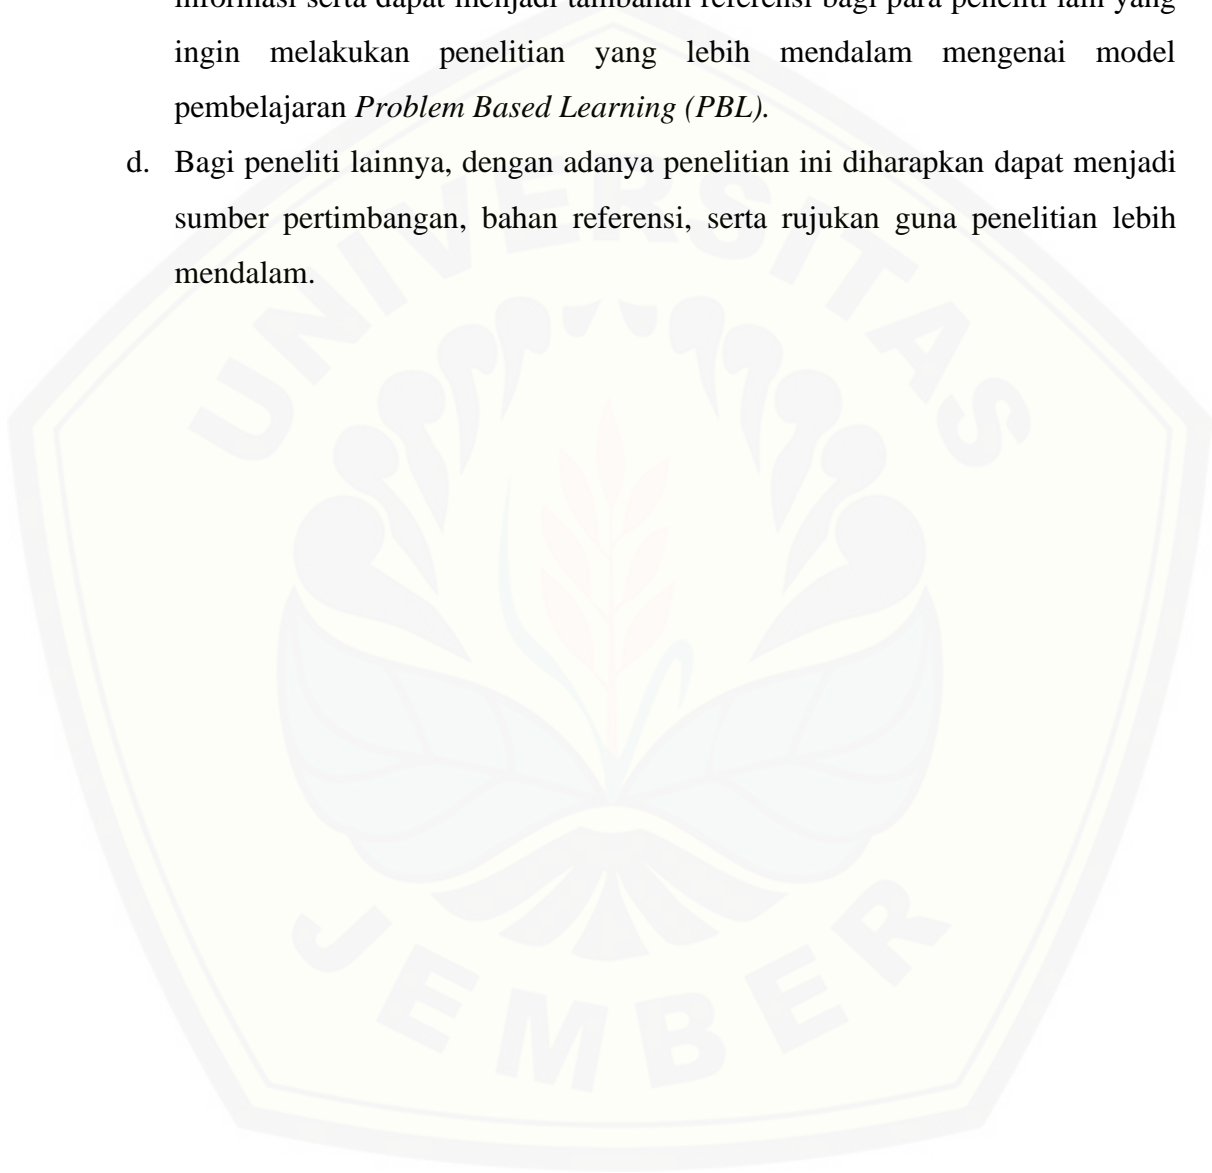 informasi serta dapat menjadi tambahan referensi bagi para peneliti lain yang
ingin melakukan penelitian yang lebih mendalam mengenai model
pembelajaran Problem Based Learning (PBL).
d. Bagi peneliti lainnya, dengan adanya penelitian ini diharapkan dapat menjadi
sumber pertimbangan, bahan referensi, serta rujukan guna penelitian lebih
mendalam.
UNIVERSITAS
JEMBER